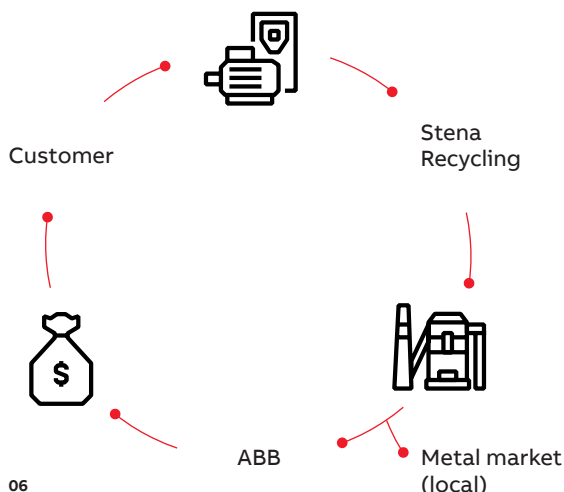 Customer
Stena
Recycling
$
ABB
Metal market
(local)
06